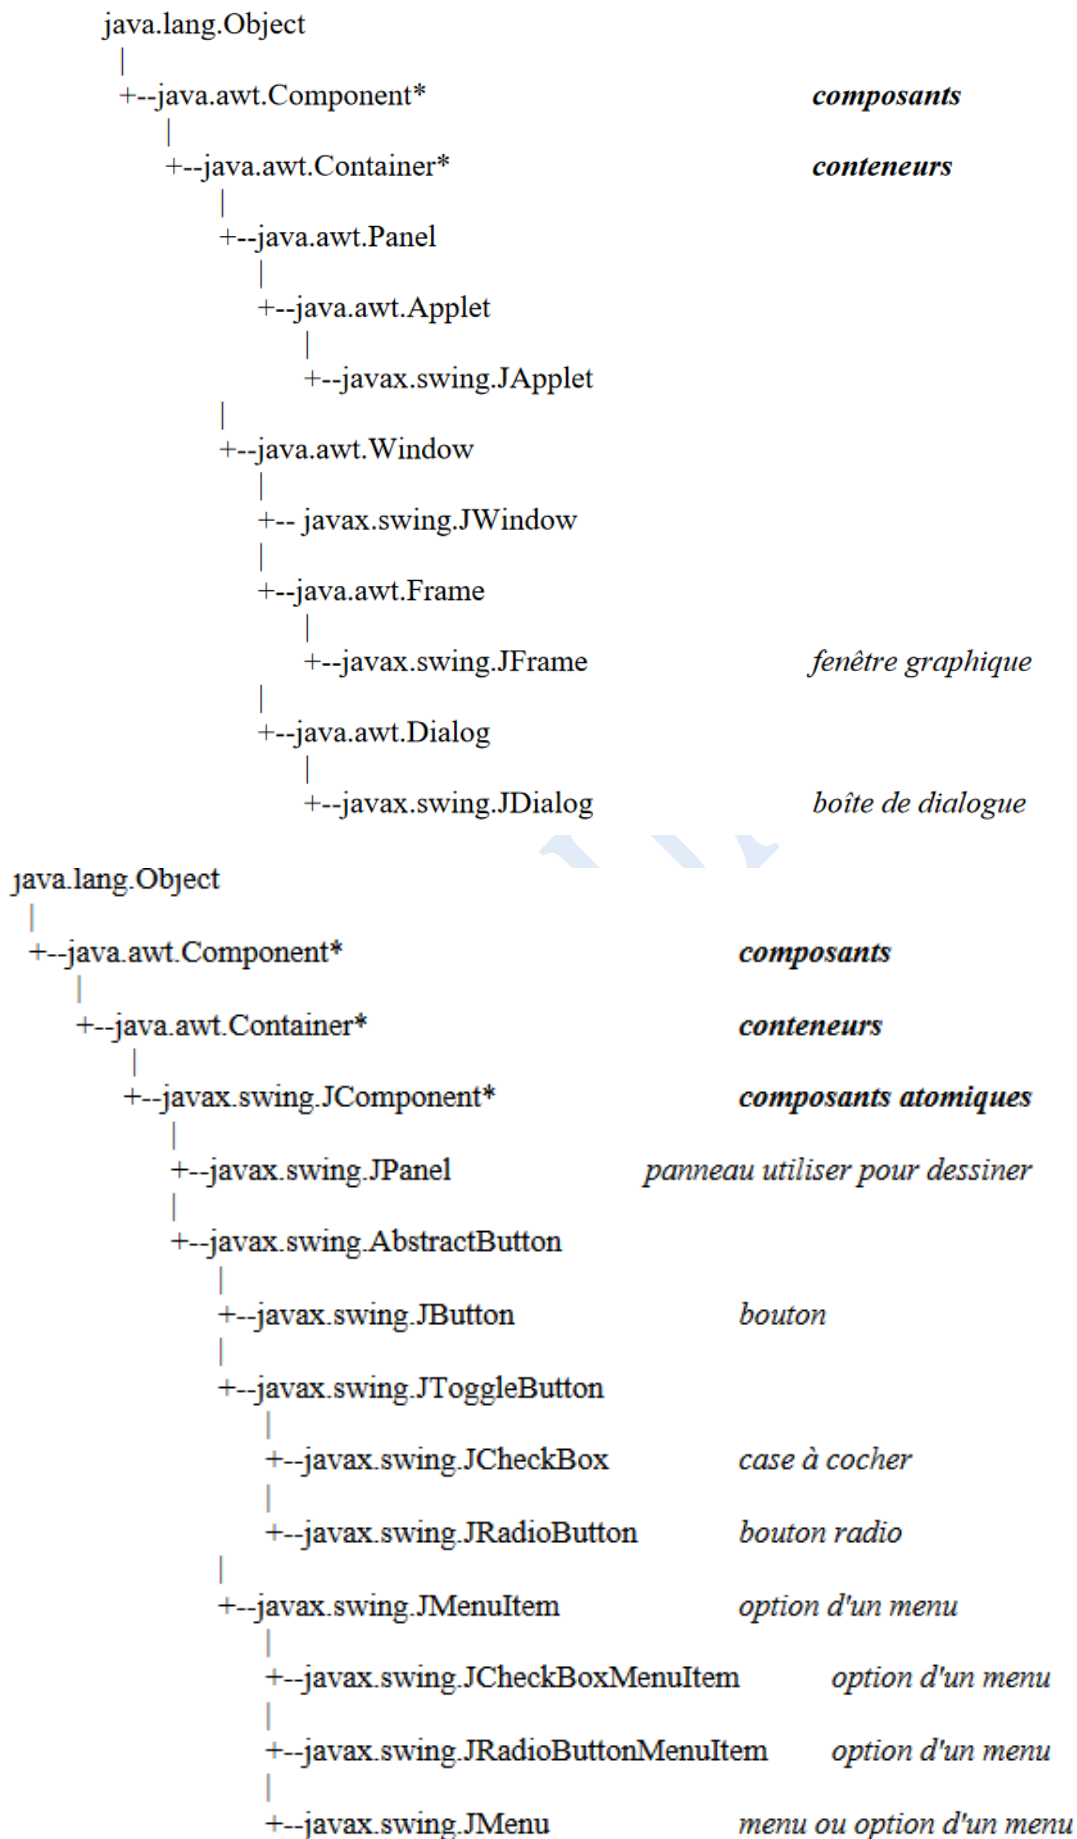 java.lang.Object
|
+--java.awt.Component* composants
|
+--java.awt.Container* conteneurs
|
+--java.awt.Panel
|
+--java.awt.Applet
|
+--javax.swing.JApplet
|
+--java.awt.Window
|
+-- javax.swing.JWindow
|
+--java.awt.Frame
|
+--javax.swing.JFrame fenêtre graphique
|
+--java.awt.Dialog
|
+--javax.swing.JDialog boîte de dialogue
java.lang.Object
|
+--java.awt.Component* composants
|
+--java.awt.Container* conteneurs
|
+--javax.swing.JComponent* composants atomiques
|
+--javax.swing.JPanel panneau utiliser pour dessiner
|
+--javax.swing.AbstractButton
|
+--javax.swing.JButton bouton
|
+--javax.swing.JToggleButton
|
+--javax.swing.JCheckBox case à cocher
|
+--javax.swing.JRadioButton bouton radio
|
+--javax.swing.JMenuItem option d'un menu
|
+--javax.swing.JCheckBoxMenuItem option d'un menu
|
+--javax.swing.JRadioButtonMenuItem option d'un menu
|
+--javax.swing.JMenu menu ou option d'un menu